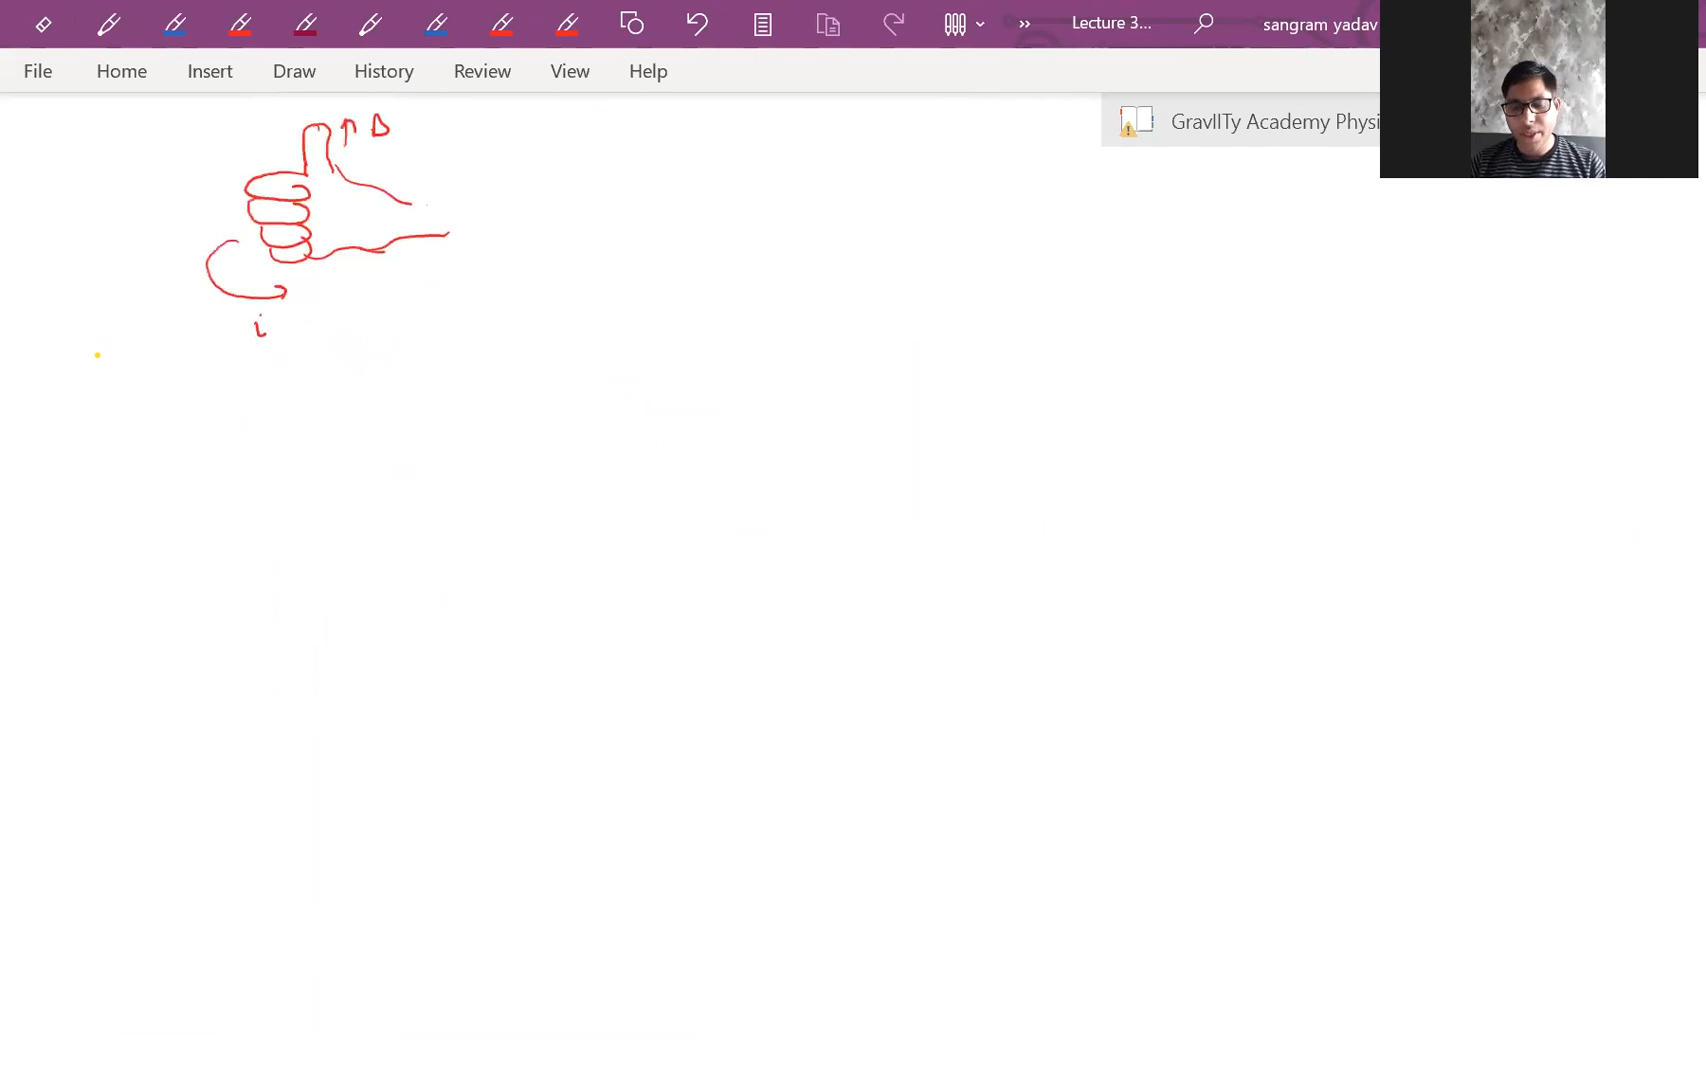 Lecture 3...
sangram yadav
File Home Insert Draw History Review View Help
GravIITy Academy Physi
↑ B
i